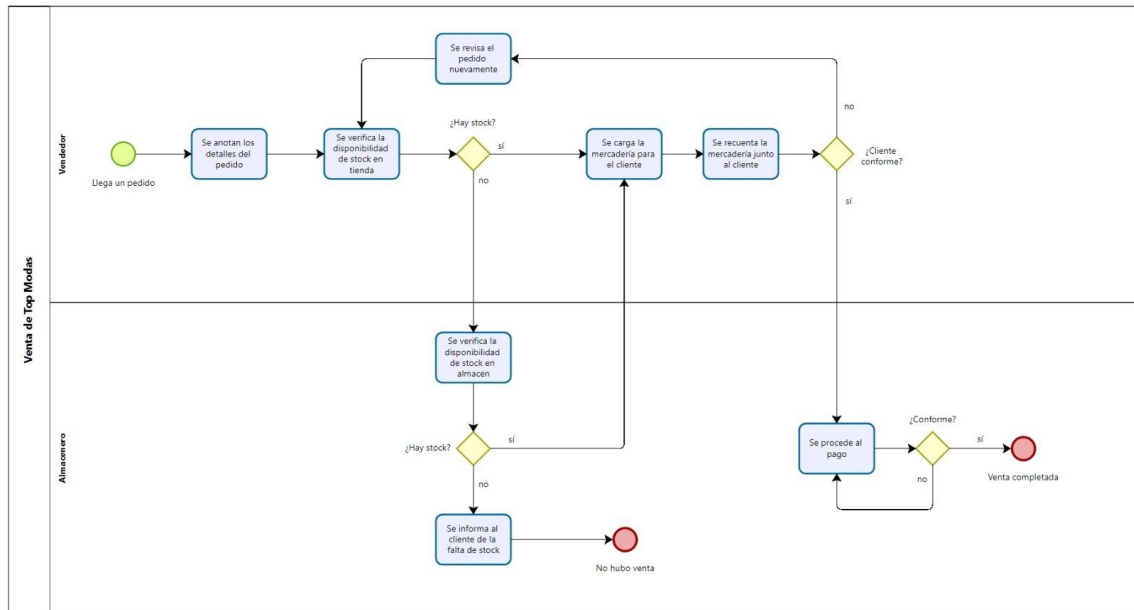 Venta de Top Modas
Vendedor
Se revisa el
pedido
nuevamente
no
¿Hay stock?
Se anotan los
detalles del
pedido
Se verifica la
disponibilidad
de stock en
tienda
sí
Se carga la
mercadería para
el cliente
Se recuenta la
mercadería junto
al cliente
¿Cliente
conforme?
Llega un pedido
no
sí
Almacenero
Se verifica la
disponibilidad
de stock en
almacen
¿Hay stock?
sí
no
¿Conforme?
Se procede al
pago
sí
no
Venta completada
Se informa al
cliente de la
falta de stock
No hubo venta